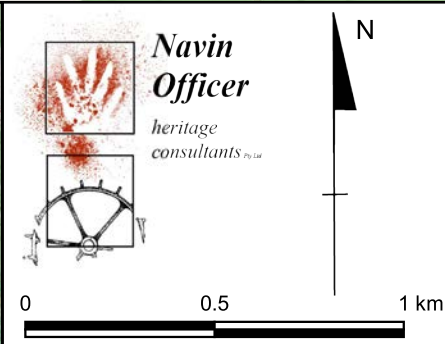 Navin
Officer
heritage
consultants Pty Ltd
N
0 0.5 1 km